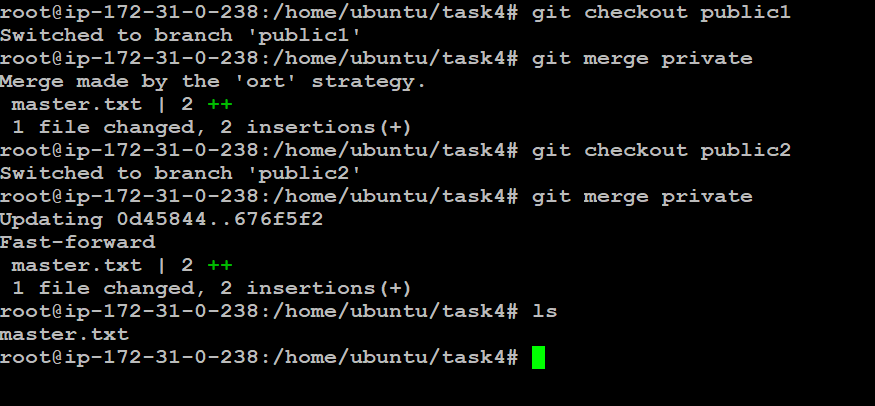 root@ip-172-31-0-238:/home/ubuntu/task4# git checkout public1
Switched to branch 'public1'
root@ip-172-31-0-238:/home/ubuntu/task4# git merge private
Merge made by the 'ort' strategy.
 master.txt | 2 ++
 1 file changed, 2 insertions(+)
root@ip-172-31-0-238:/home/ubuntu/task4# git checkout public2
Switched to branch 'public2'
root@ip-172-31-0-238:/home/ubuntu/task4# git merge private
Updating 0d45844..676f5f2
Fast-forward
 master.txt | 2 ++
 1 file changed, 2 insertions(+)
root@ip-172-31-0-238:/home/ubuntu/task4# ls
master.txt
root@ip-172-31-0-238:/home/ubuntu/task4#